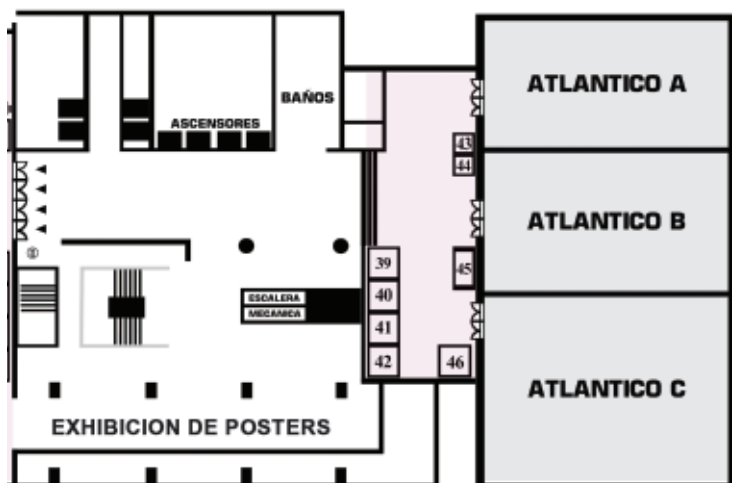 ATLANTICO A
BAÑOS
ASCENSORES
43
44
ATLANTICO B
39
45
40
ESCALERA
MECANICA
41
42
46
ATLANTICO C
EXHIBICION DE POSTERS